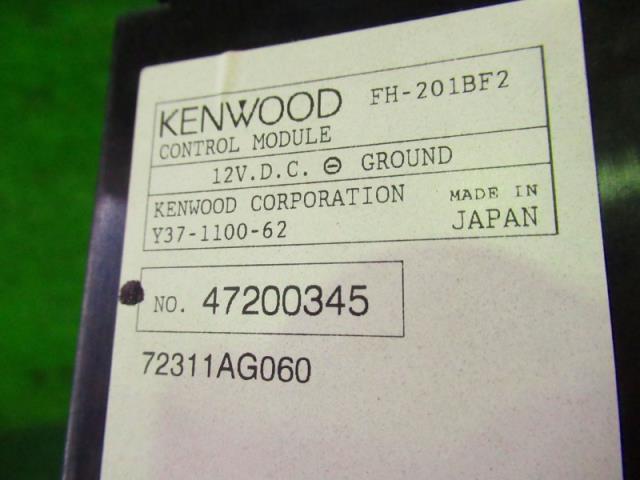 KENWOOD FH-201BF2
CONTROL MODULE
12V.D.C. ⊖ GROUND
KENWOOD CORPORATION MADE IN
Y37-1100-62 JAPAN
NO. 47200345
72311AG060